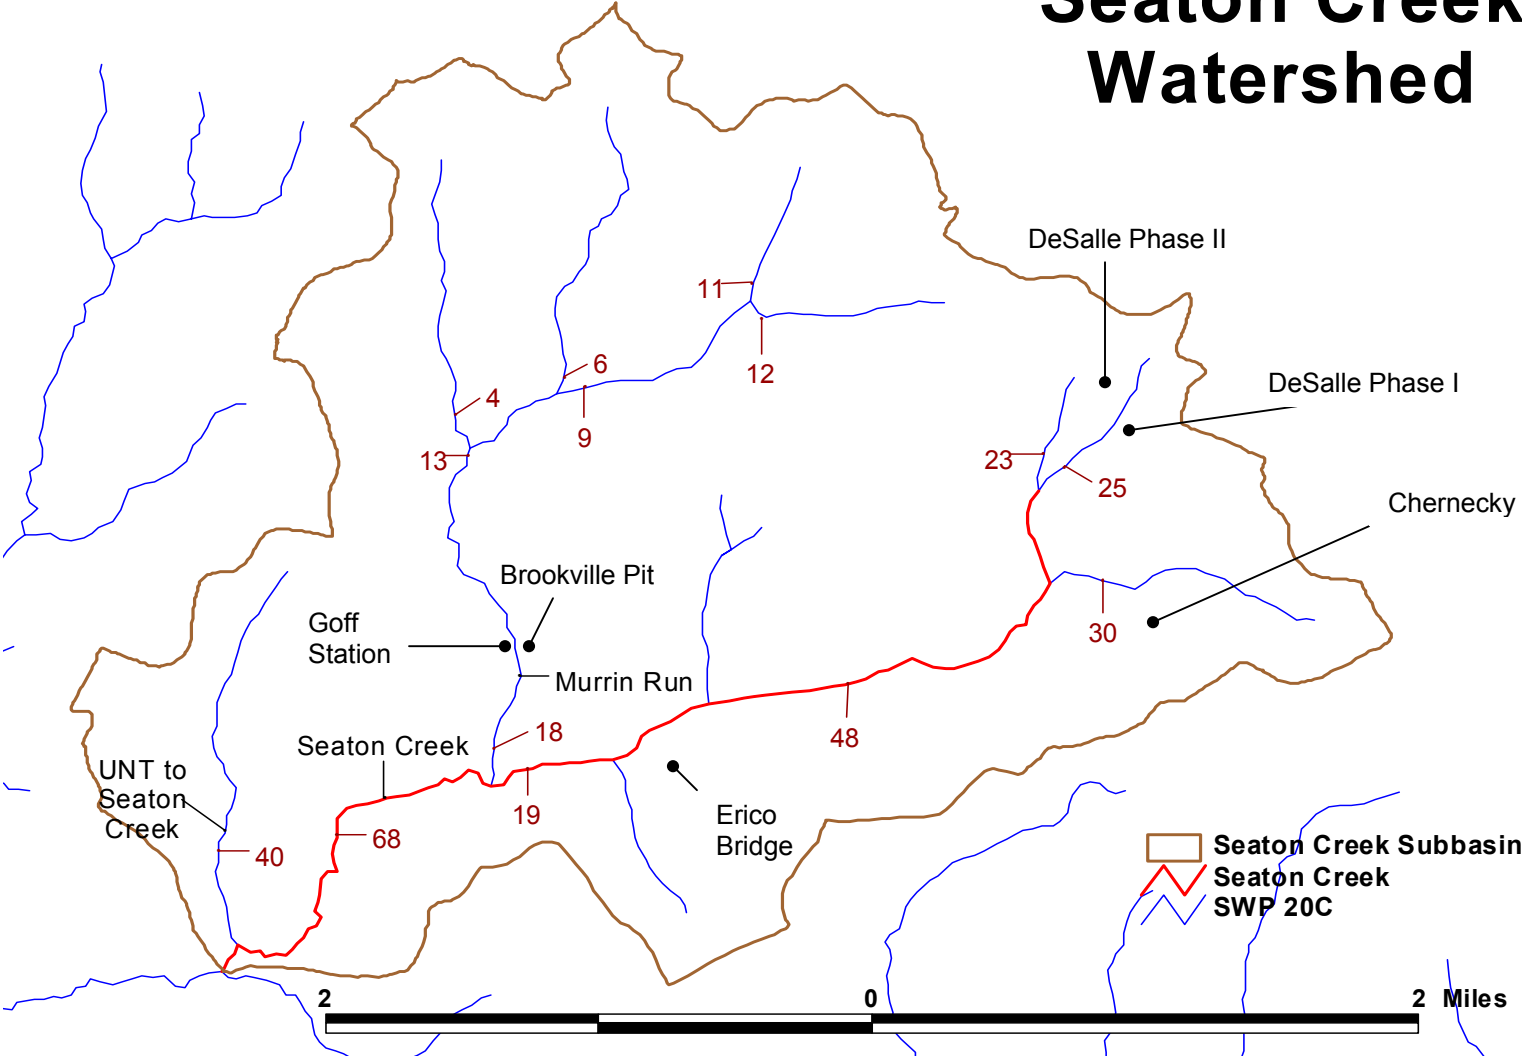 Seaton Creek
Watershed
DeSalle Phase II
11
6
12
DeSalle Phase I
4
9
13
23
25
Chernecky
Brookville Pit
Goff
Station
30
Murrin Run
18
Seaton Creek
48
UNT to
Seaton
Creek
19
Erico
Bridge
68
40
Seaton Creek Subbasin
Seaton Creek
SWP 20C
2 0 2 Miles